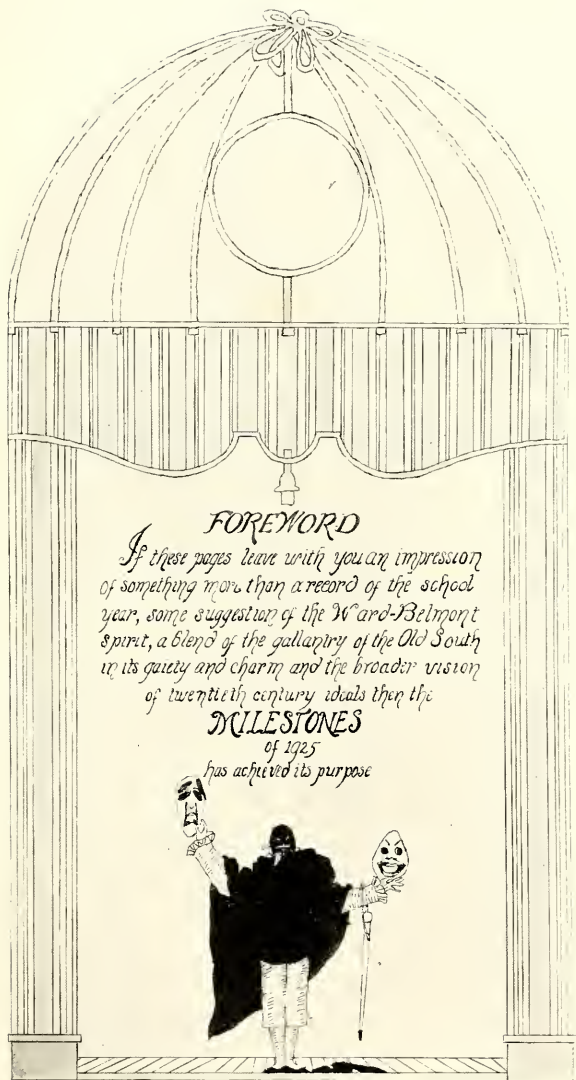 FOREWORD
If these pages leave with you an impression
of something more than a record of the school
year, some suggestion of the Ward-Belmont
spirit, a blend of the gallantry of the Old South
in its gaiety and charm and the broader vision
of twentieth century ideals then the
MILESTONES
of 1925
has achieved its purpose